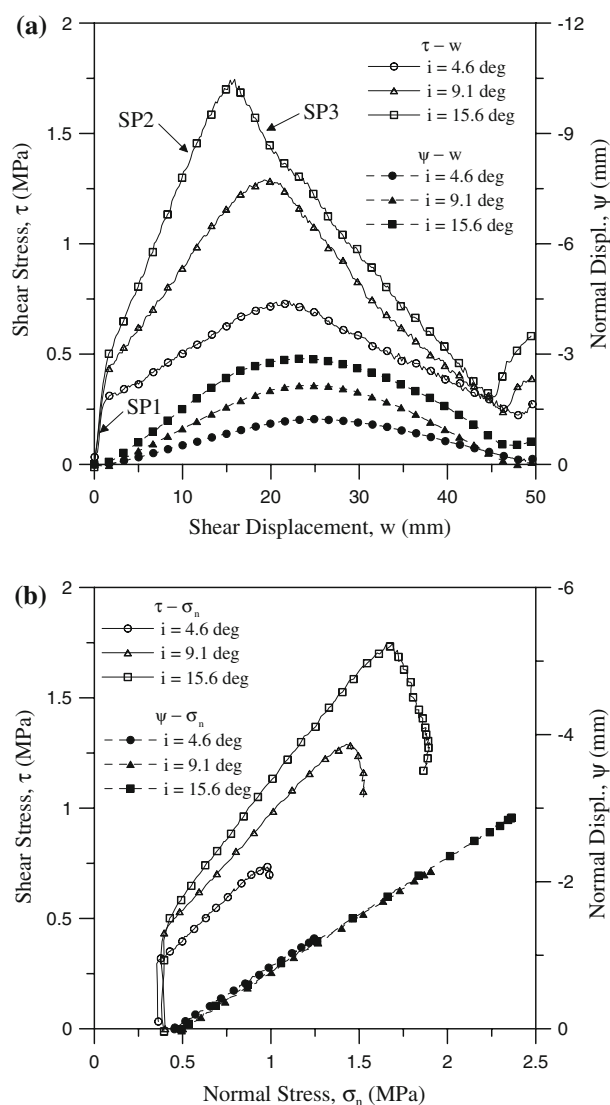 (a)
2
-12
τ – w
i = 4.6 deg
i = 9.1 deg
i = 15.6 deg
SP2
SP3
1.5
-9
ψ – w
i = 4.6 deg
i = 9.1 deg
i = 15.6 deg
Shear Stress, τ (MPa)
1
-6
Normal Displ., ψ (mm)
0.5
-3
SP1
0
0
0 10 20 30 40 50
Shear Displacement, w (mm)
(b)
2
-6
τ – σn
i = 4.6 deg
i = 9.1 deg
i = 15.6 deg
1.5
ψ – σn
i = 4.6 deg
i = 9.1 deg
i = 15.6 deg
-4
Shear Stress, τ (MPa)
1
Normal Displ., ψ (mm)
-2
0.5
0
0
0.0 0.5 1 1.5 2 2.5
Normal Stress, σn (MPa)